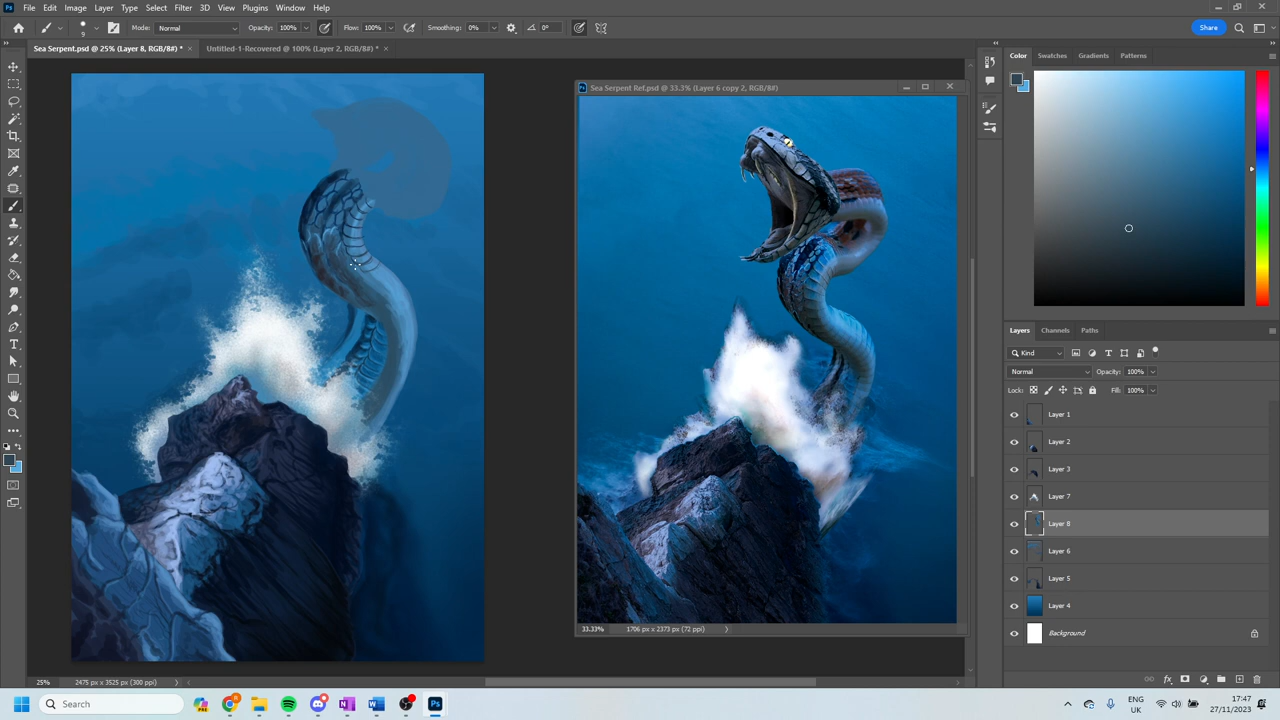 File Edit Image Layer Type Select Filter 3D View Plugins Window Help
Mode: Normal Opacity: 100% Flow: 100% Smoothing: 0% 0° Share
9
Sea Serpent.psd @ 25% (Layer 8, RGB/8#) * × Untitled-1-Recovered @ 100% (Layer 2, RGB/8#) * ×
Sea Serpent Ref.psd @ 33.3% (Layer 6 copy 2, RGB/8#)
Color Swatches Gradients Patterns
Layers Channels Paths
Kind
Normal Opacity: 100%
Lock: Fill: 100%
Layer 1
Layer 2
Layer 3
Layer 7
Layer 8
Layer 6
Layer 5
Layer 4
Background
33.33% 1706 px x 2373 px (72 ppi)
25% 2475 px x 3525 px (300 ppi)
Search
ENG
UK
17:47
27/11/2023